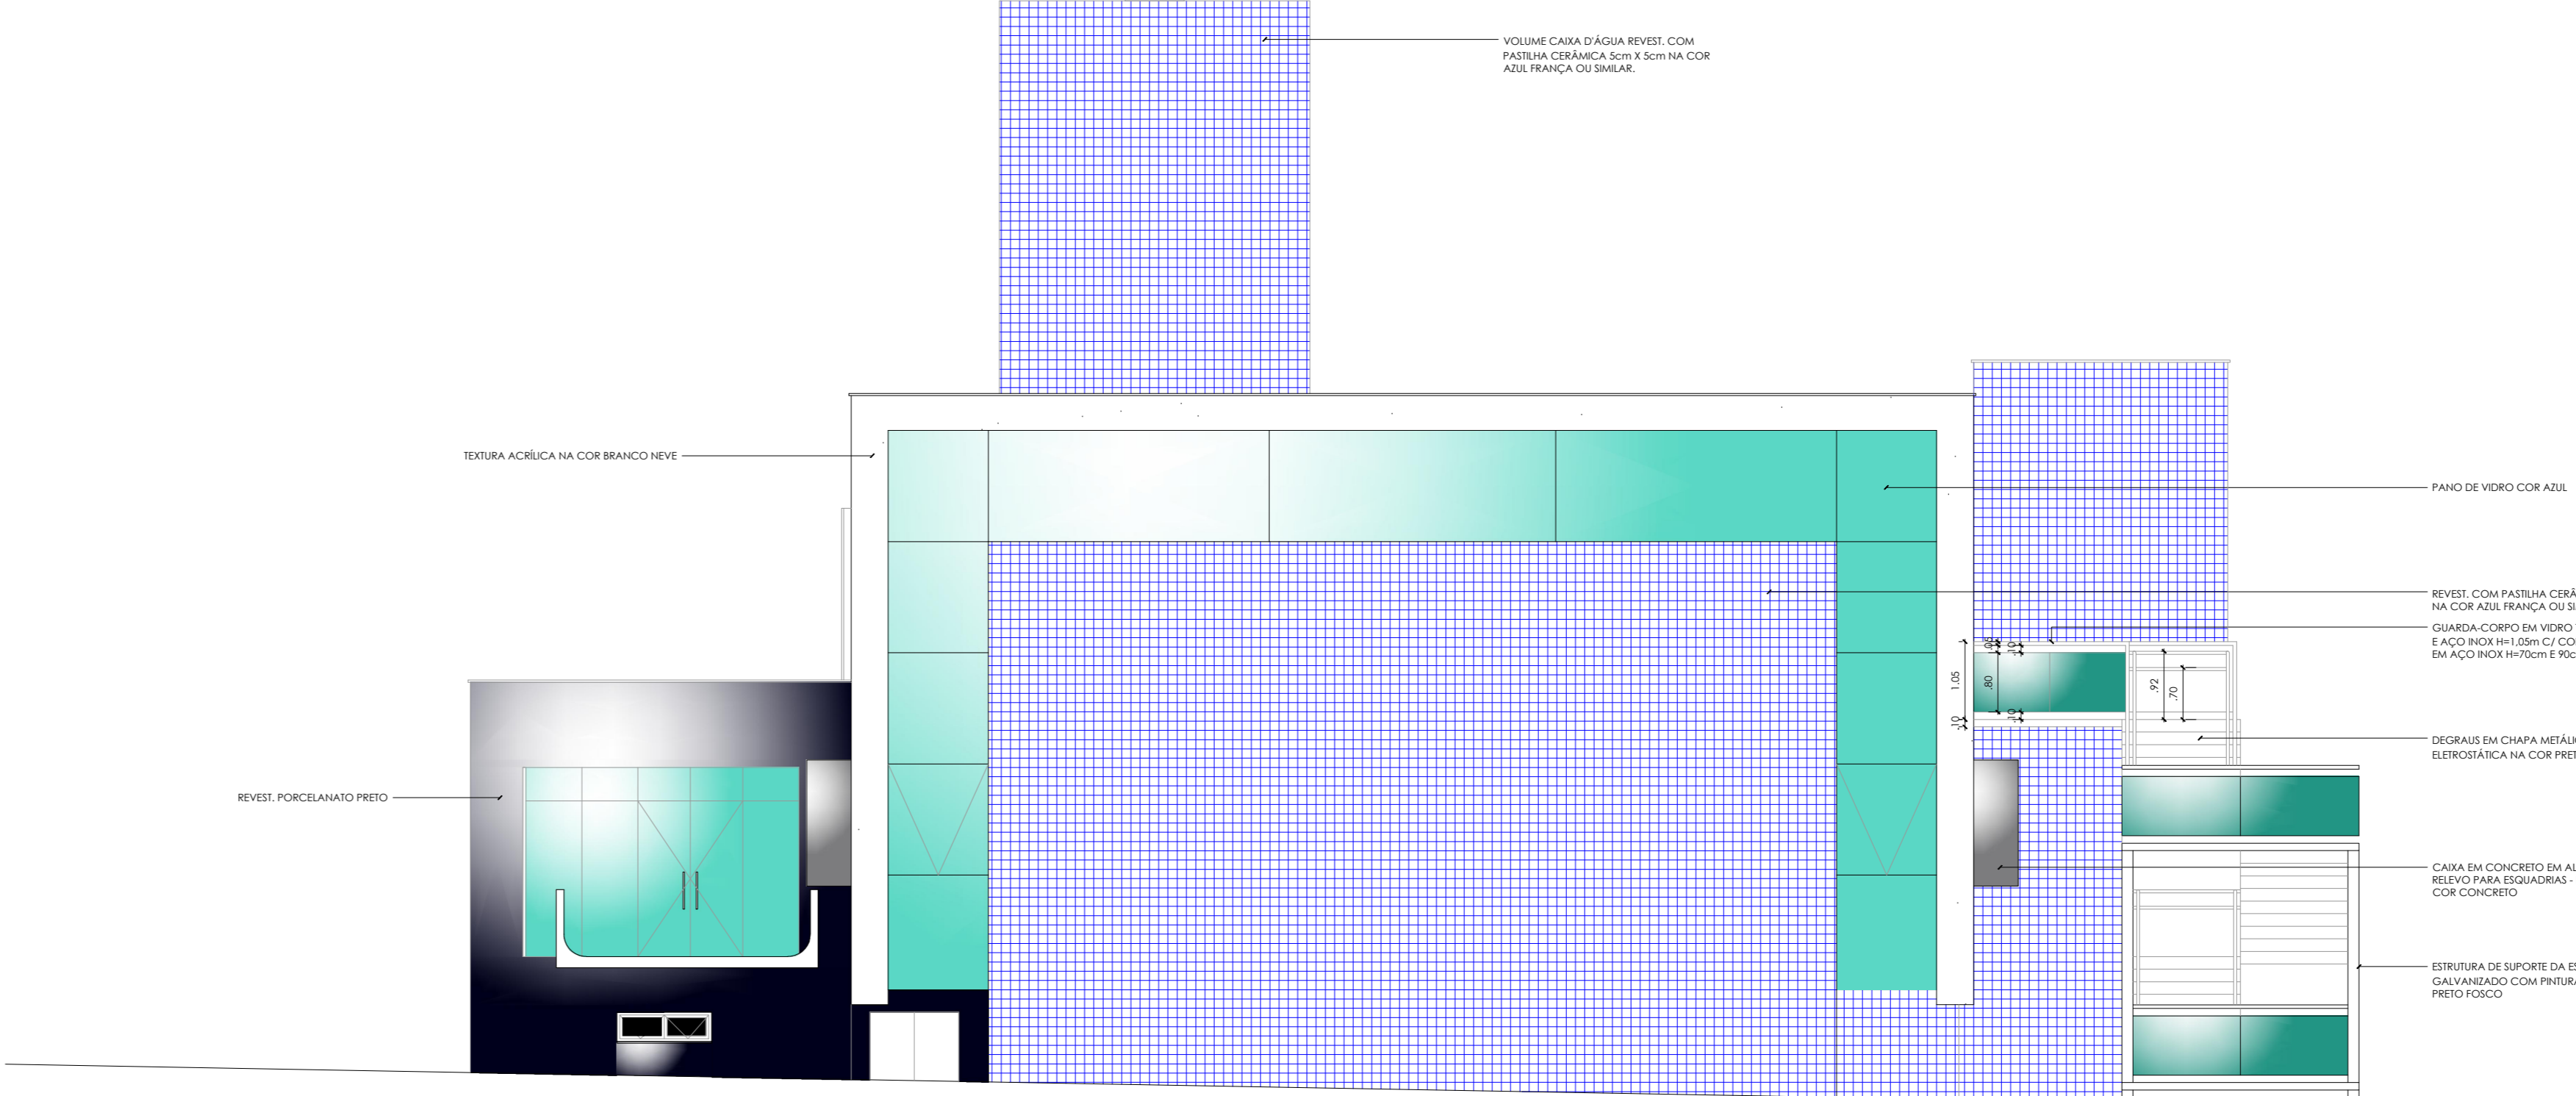 VOLUME CAIXA D'ÁGUA REVEST. COM
PASTILHA CERÂMICA 5cm X 5cm NA COR
AZUL FRANÇA OU SIMILAR.
TEXTURA ACRÍLICA NA COR BRANCO NEVE
PANO DE VIDRO COR AZUL
REVEST. COM PASTILHA CERÂ
NA COR AZUL FRANÇA OU SI
GUARDA-CORPO EM VIDRO
E AÇO INOX H=1,05m C/ CO
EM AÇO INOX H=70cm E 90c
.05
.10
1.05
.80
.92
.70
.10
.10
DEGRAUS EM CHAPA METÁLI
ELETROSTÁTICA NA COR PRET
REVEST. PORCELANATO PRETO
CAIXA EM CONCRETO EM AL
RELEVO PARA ESQUADRIAS -
COR CONCRETO
ESTRUTURA DE SUPORTE DA ES
GALVANIZADO COM PINTURA
PRETO FOSCO